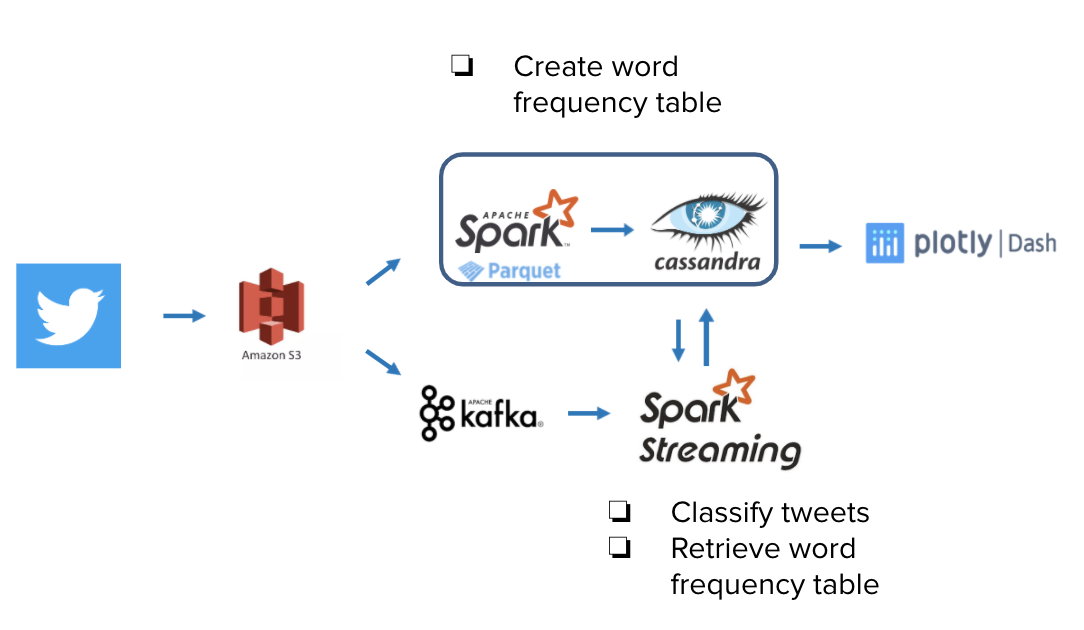 Create word
frequency table
APACHE
Spark™
Parquet
cassandra
plotly | Dash
Amazon S3
APACHE
kafka®
Spark
Streaming
Classify tweets
Retrieve word
frequency table